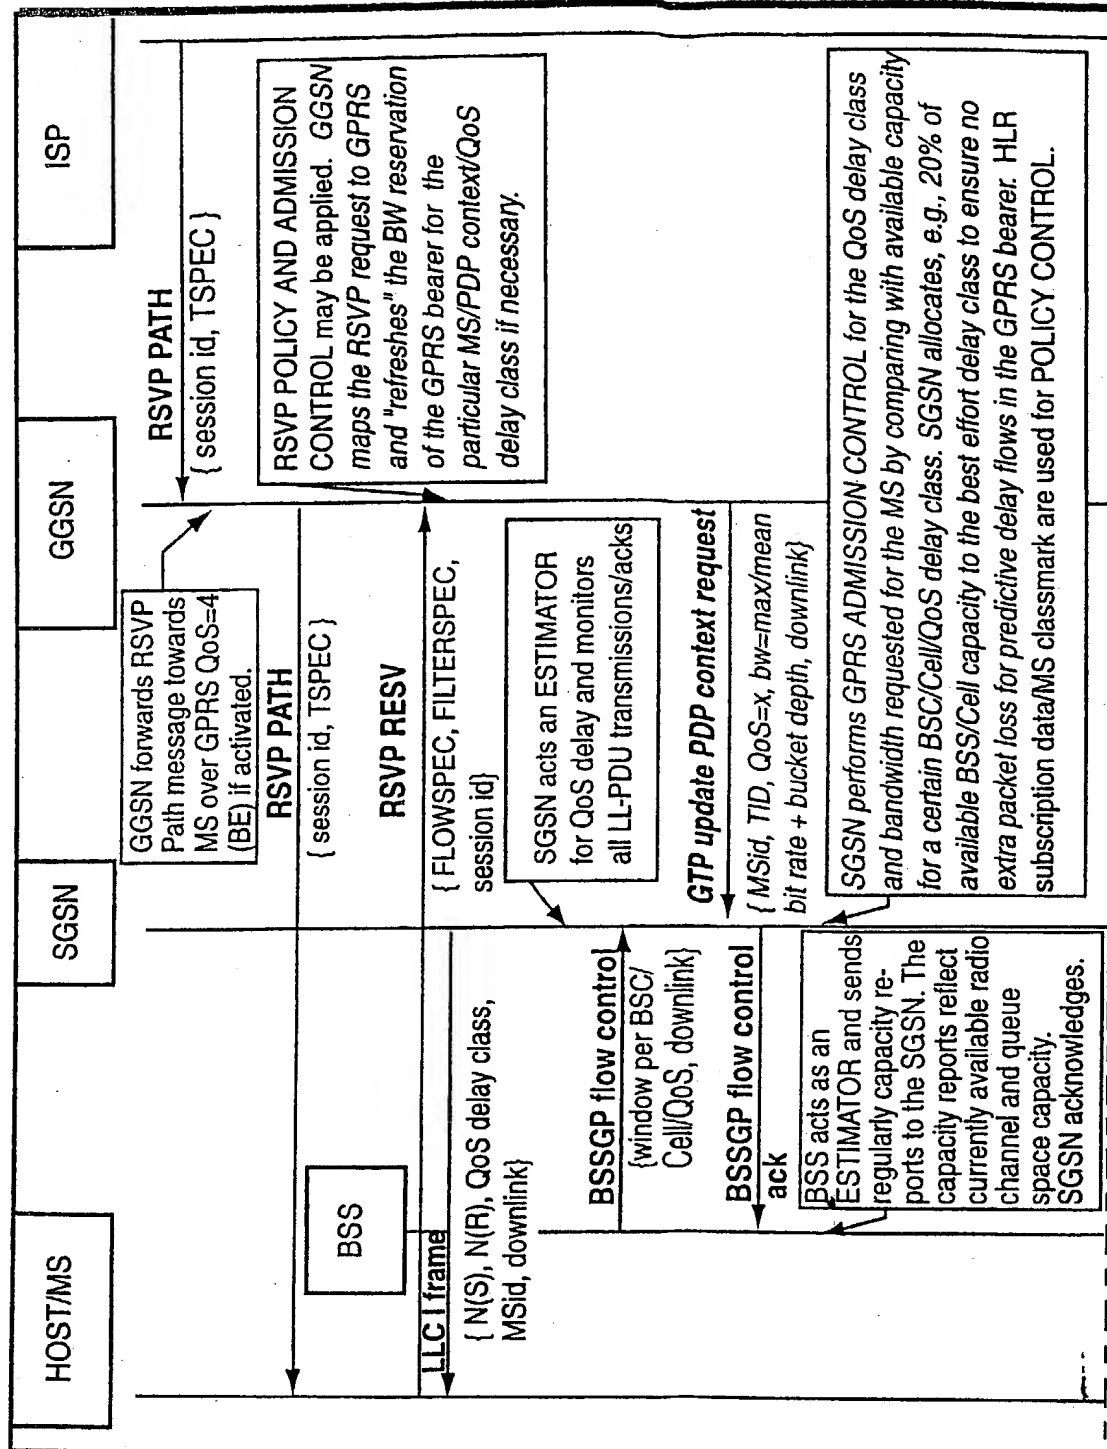 HOST/MS
SGSN
GGSN
ISP
RSVP PATH
{ session id, TSPEC }
GGSN forwards RSVP
Path message towards
MS over GPRS QoS=4
(BE) if activated.
RSVP PATH
{ session id, TSPEC }
RSVP POLICY AND ADMISSION
CONTROL may be applied. GGSN
maps the RSVP request to GPRS
and "refreshes" the BW reservation
of the GPRS bearer for the
particular MS/PDP context/QoS
delay class if necessary.
BSS
RSVP RESV
{ FLOWSPEC, FILTERSPEC,
session id}
LLC I frame
{ N(S), N(R), QoS delay class,
MSid, downlink}
SGSN acts an ESTIMATOR
for QoS delay and monitors
all LL-PDU transmissions/acks
BSSGP flow control
{window per BSC/
Cell/QoS, downlink}
GTP update PDP context request
{ MSid, TID, QoS=x, bw=max/mean
bit rate + bucket depth, downlink}
BSSGP flow control
ack
BSS acts as an
ESTIMATOR and sends
regularly capacity re-
ports to the SGSN. The
capacity reports reflect
currently available radio
channel and queue
space capacity.
SGSN acknowledges.
SGSN performs GPRS ADMISSION CONTROL for the QoS delay class
and bandwidth requested for the MS by comparing with available capacity
for a certain BSC/Cell/QoS delay class. SGSN allocates, e.g., 20% of
available BSS/Cell capacity to the best effort delay class to ensure no
extra packet loss for predictive delay flows in the GPRS bearer. HLR
subscription data/MS classmark are used for POLICY CONTROL.